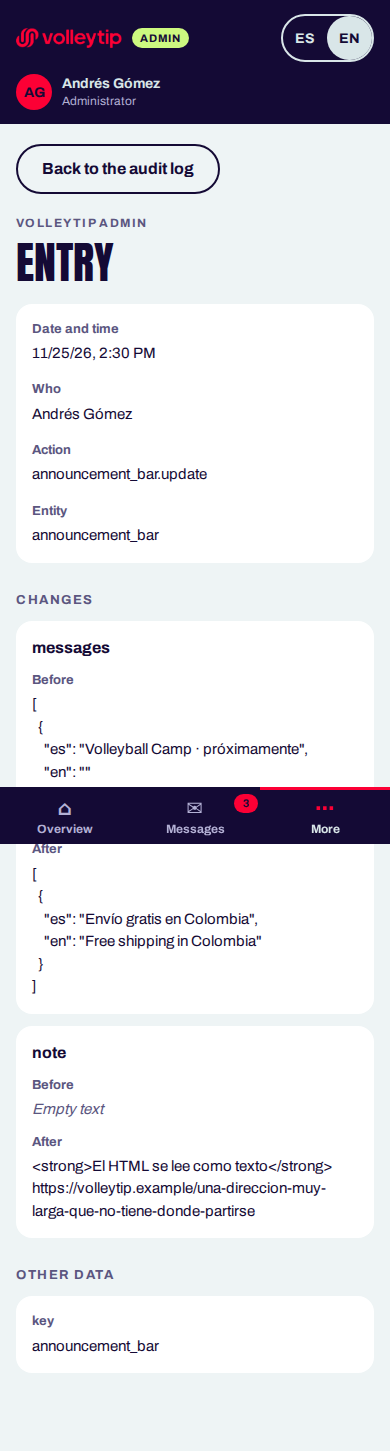 volleytip ADMIN
ES EN
AG
Andrés Gómez
Administrator
Back to the audit log
VOLLEYTIP ADMIN
ENTRY
Date and time
11/25/26, 2:30 PM
Who
Andrés Gómez
Action
announcement_bar.update
Entity
announcement_bar
CHANGES
messages
Before
[
{
"es": "Volleyball Camp · próximamente",
"en": ""
Overview
Messages 3
More
After
[
{
"es": "Envío gratis en Colombia",
"en": "Free shipping in Colombia"
}
]
note
Before
Empty text
After
<strong>El HTML se lee como texto</strong>
https://volleytip.example/una-direccion-muy-
larga-que-no-tiene-donde-partirse
OTHER DATA
key
announcement_bar